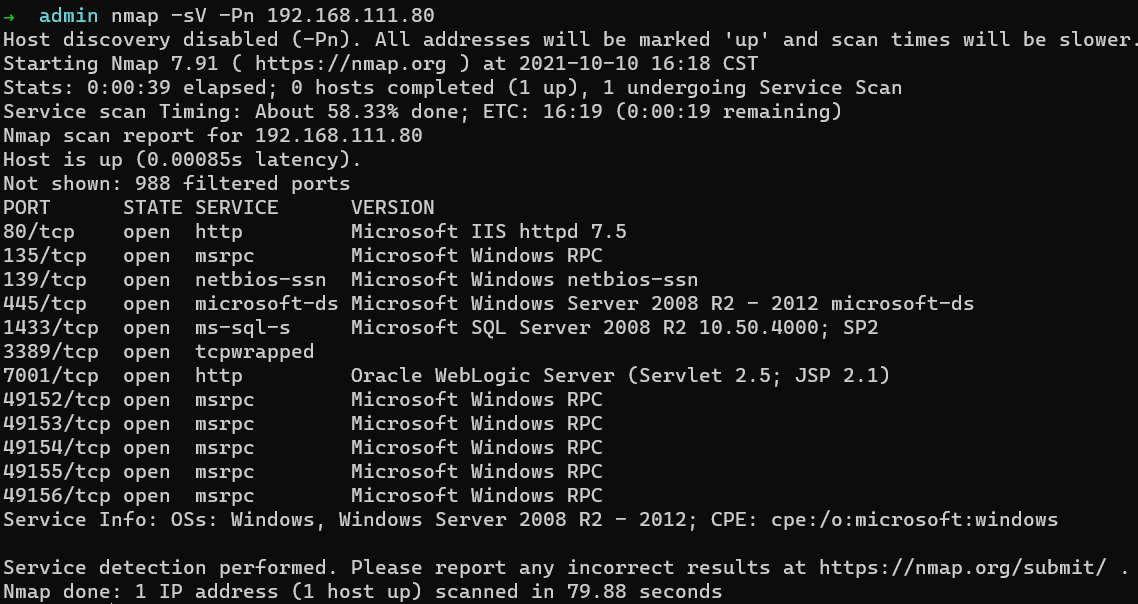 →  admin nmap -sV -Pn 192.168.111.80
Host discovery disabled (-Pn). All addresses will be marked 'up' and scan times will be slower.
Starting Nmap 7.91 ( https://nmap.org ) at 2021-10-10 16:18 CST
Stats: 0:00:39 elapsed; 0 hosts completed (1 up), 1 undergoing Service Scan
Service scan Timing: About 58.33% done; ETC: 16:19 (0:00:19 remaining)
Nmap scan report for 192.168.111.80
Host is up (0.00085s latency).
Not shown: 988 filtered ports
PORT      STATE SERVICE      VERSION
80/tcp    open  http         Microsoft IIS httpd 7.5
135/tcp   open  msrpc        Microsoft Windows RPC
139/tcp   open  netbios-ssn  Microsoft Windows netbios-ssn
445/tcp   open  microsoft-ds Microsoft Windows Server 2008 R2 - 2012 microsoft-ds
1433/tcp  open  ms-sql-s     Microsoft SQL Server 2008 R2 10.50.4000; SP2
3389/tcp  open  tcpwrapped
7001/tcp  open  http         Oracle WebLogic Server (Servlet 2.5; JSP 2.1)
49152/tcp open  msrpc        Microsoft Windows RPC
49153/tcp open  msrpc        Microsoft Windows RPC
49154/tcp open  msrpc        Microsoft Windows RPC
49155/tcp open  msrpc        Microsoft Windows RPC
49156/tcp open  msrpc        Microsoft Windows RPC
Service Info: OSs: Windows, Windows Server 2008 R2 - 2012; CPE: cpe:/o:microsoft:windows

Service detection performed. Please report any incorrect results at https://nmap.org/submit/ .
Nmap done: 1 IP address (1 host up) scanned in 79.88 seconds